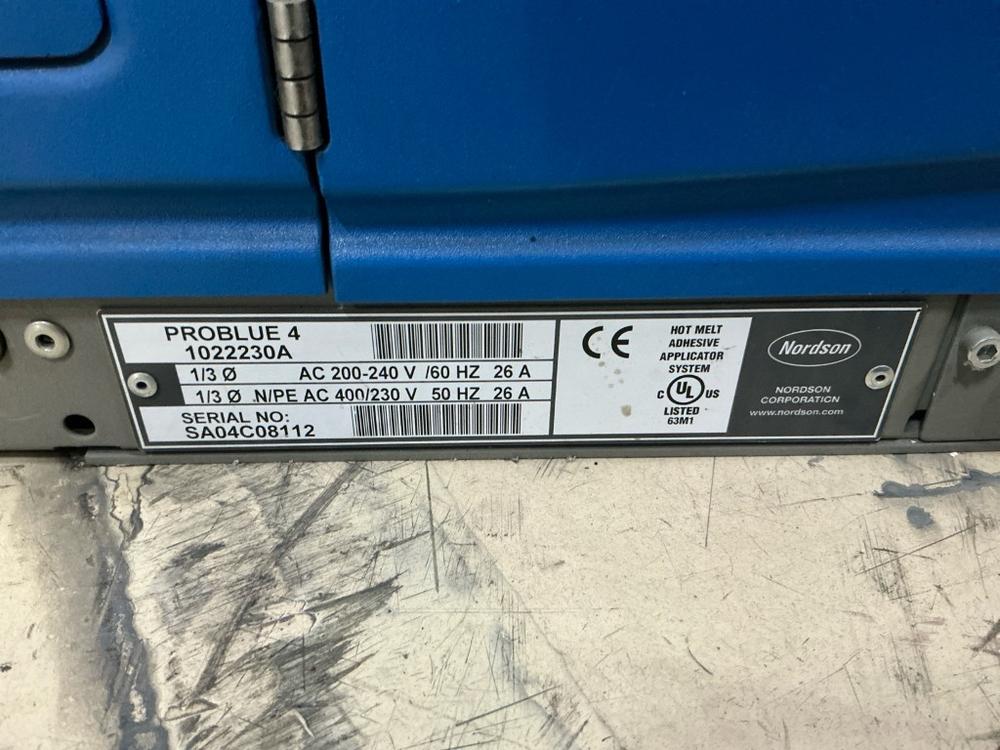 PROBLUE 4
1022230A
1/3 Ø AC 200-240 V /60 HZ 26 A
1/3 Ø .N/PE AC 400/230 V 50 HZ 26 A
SERIAL NO:
SA04C08112
CE
HOT MELT
ADHESIVE
APPLICATOR
SYSTEM
C UL US
LISTED
63M1
Nordson
NORDSON
CORPORATION
www.nordson.com